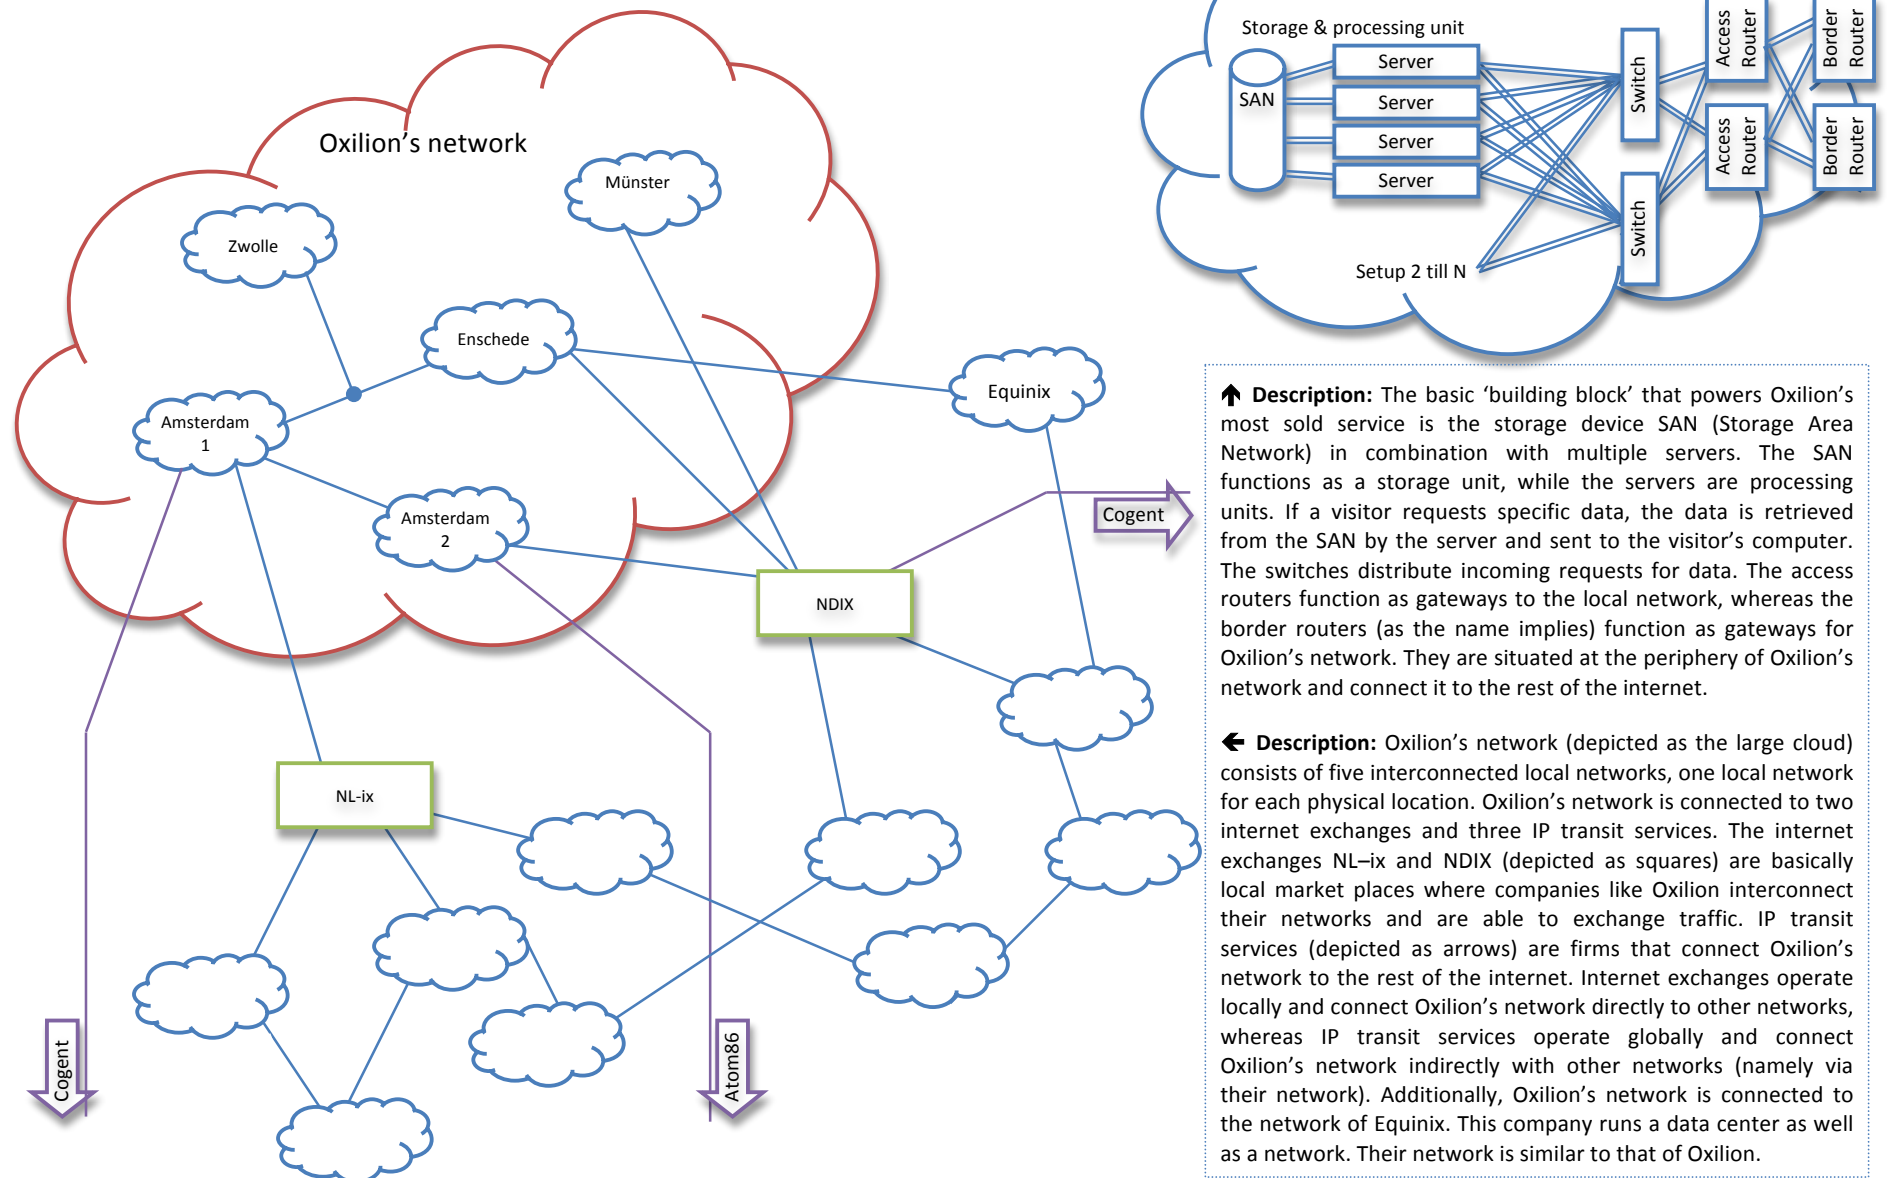 Oxilion's network
Münster
Zwolle
Enschede
Equinix
Amsterdam
1
Amsterdam
2
Cogent
NDIX
NL-ix
Cogent
Atom86
Storage & processing unit
SAN
Server
Server
Server
Server
Switch
Switch
Access
Router
Access
Router
Border
Router
Border
Router
Setup 2 till N
🡹 Description: The basic ‘building block’ that powers Oxilion’s
most sold service is the storage device SAN (Storage Area
Network) in combination with multiple servers. The SAN
functions as a storage unit, while the servers are processing
units. If a visitor requests specific data, the data is retrieved
from the SAN by the server and sent to the visitor’s computer.
The switches distribute incoming requests for data. The access
routers function as gateways to the local network, whereas the
border routers (as the name implies) function as gateways for
Oxilion’s network. They are situated at the periphery of Oxilion’s
network and connect it to the rest of the internet.
🡸 Description: Oxilion’s network (depicted as the large cloud)
consists of five interconnected local networks, one local network
for each physical location. Oxilion’s network is connected to two
internet exchanges and three IP transit services. The internet
exchanges NL–ix and NDIX (depicted as squares) are basically
local market places where companies like Oxilion interconnect
their networks and are able to exchange traffic. IP transit
services (depicted as arrows) are firms that connect Oxilion’s
network to the rest of the internet. Internet exchanges operate
locally and connect Oxilion’s network directly to other networks,
whereas IP transit services operate globally and connect
Oxilion’s network indirectly with other networks (namely via
their network). Additionally, Oxilion’s network is connected to
the network of Equinix. This company runs a data center as well
as a network. Their network is similar to that of Oxilion.